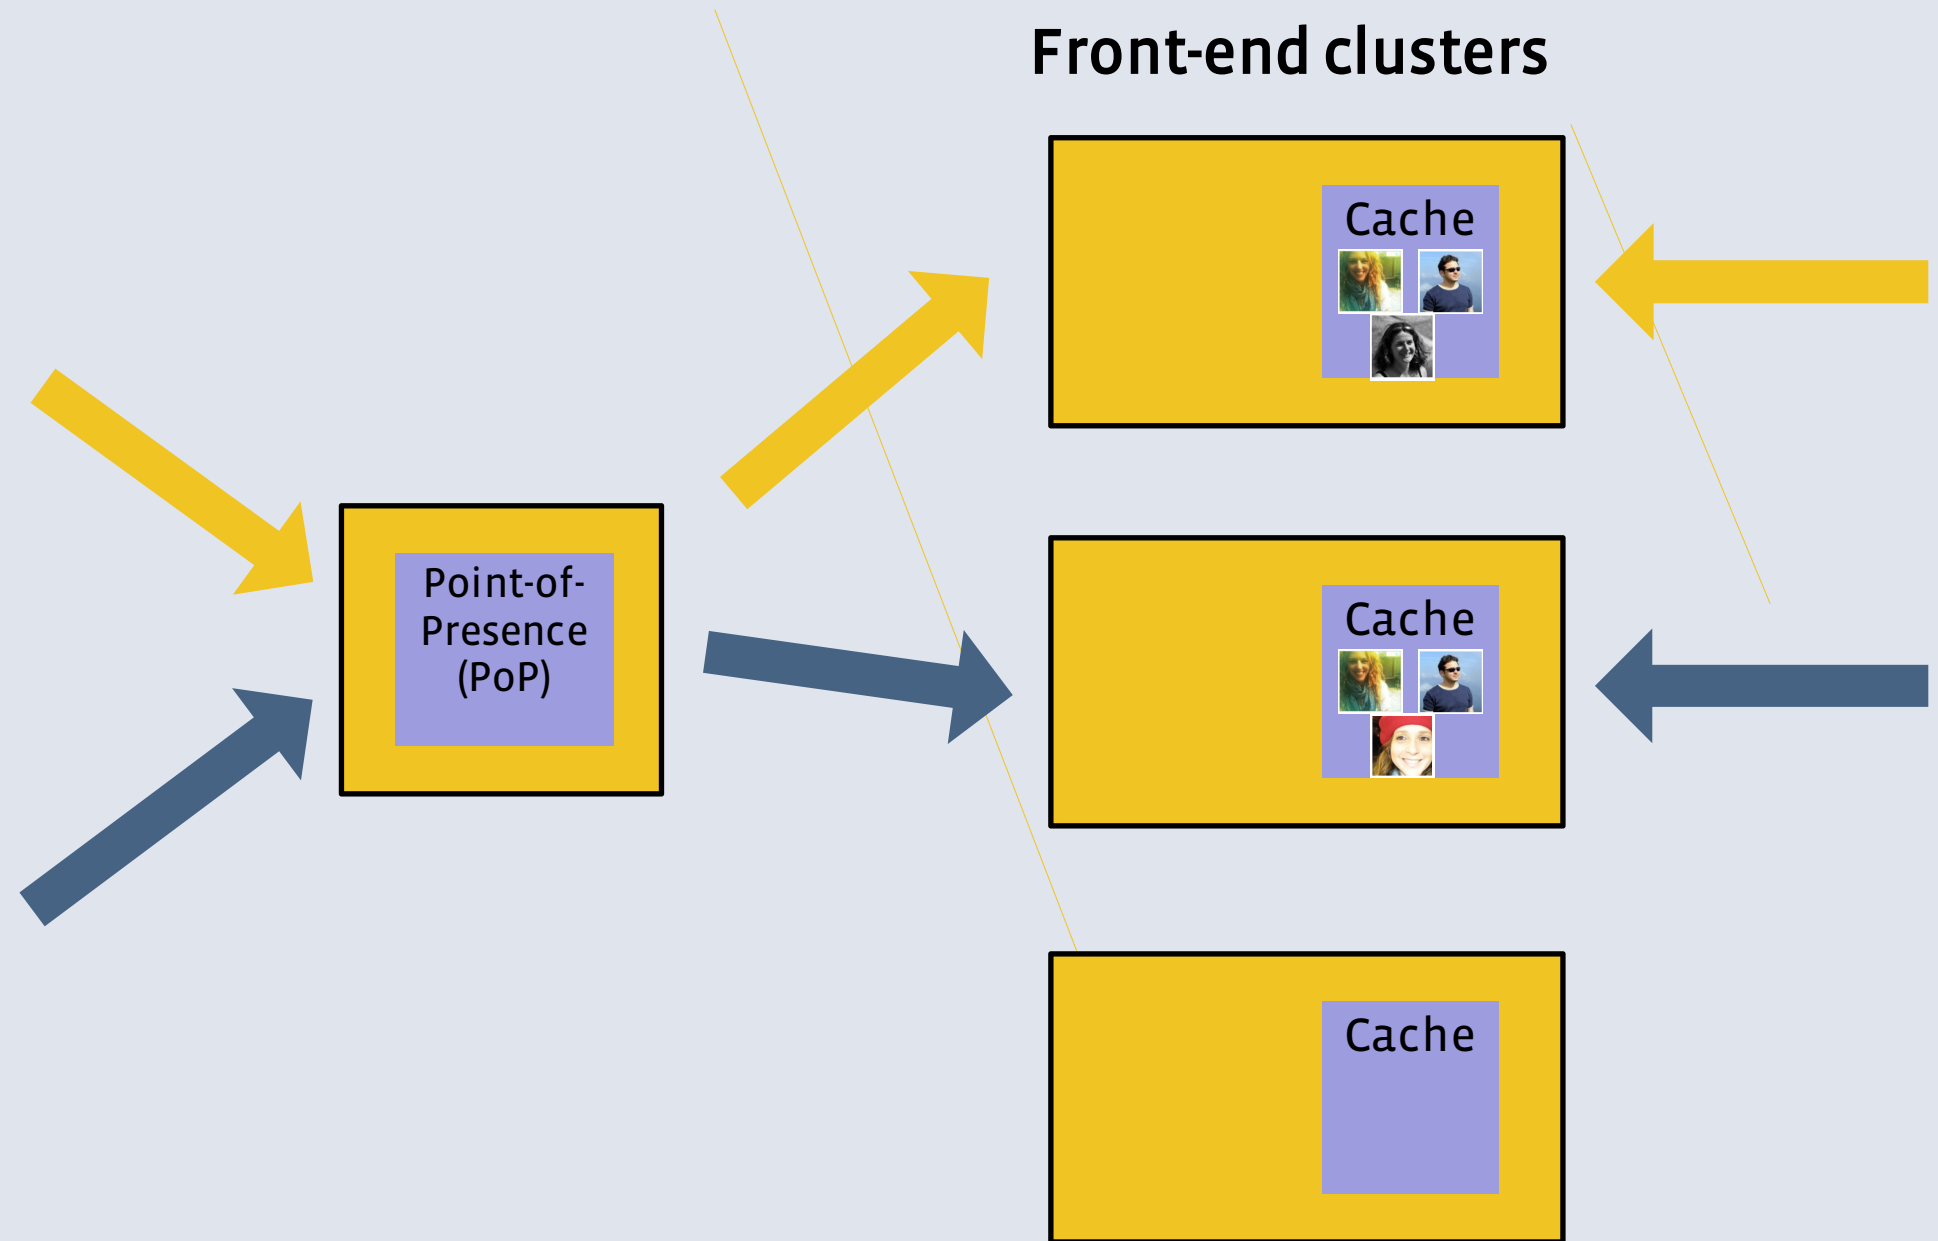 Front-end clusters
Cache
Point-of-
Presence
(PoP)
Cache
Cache